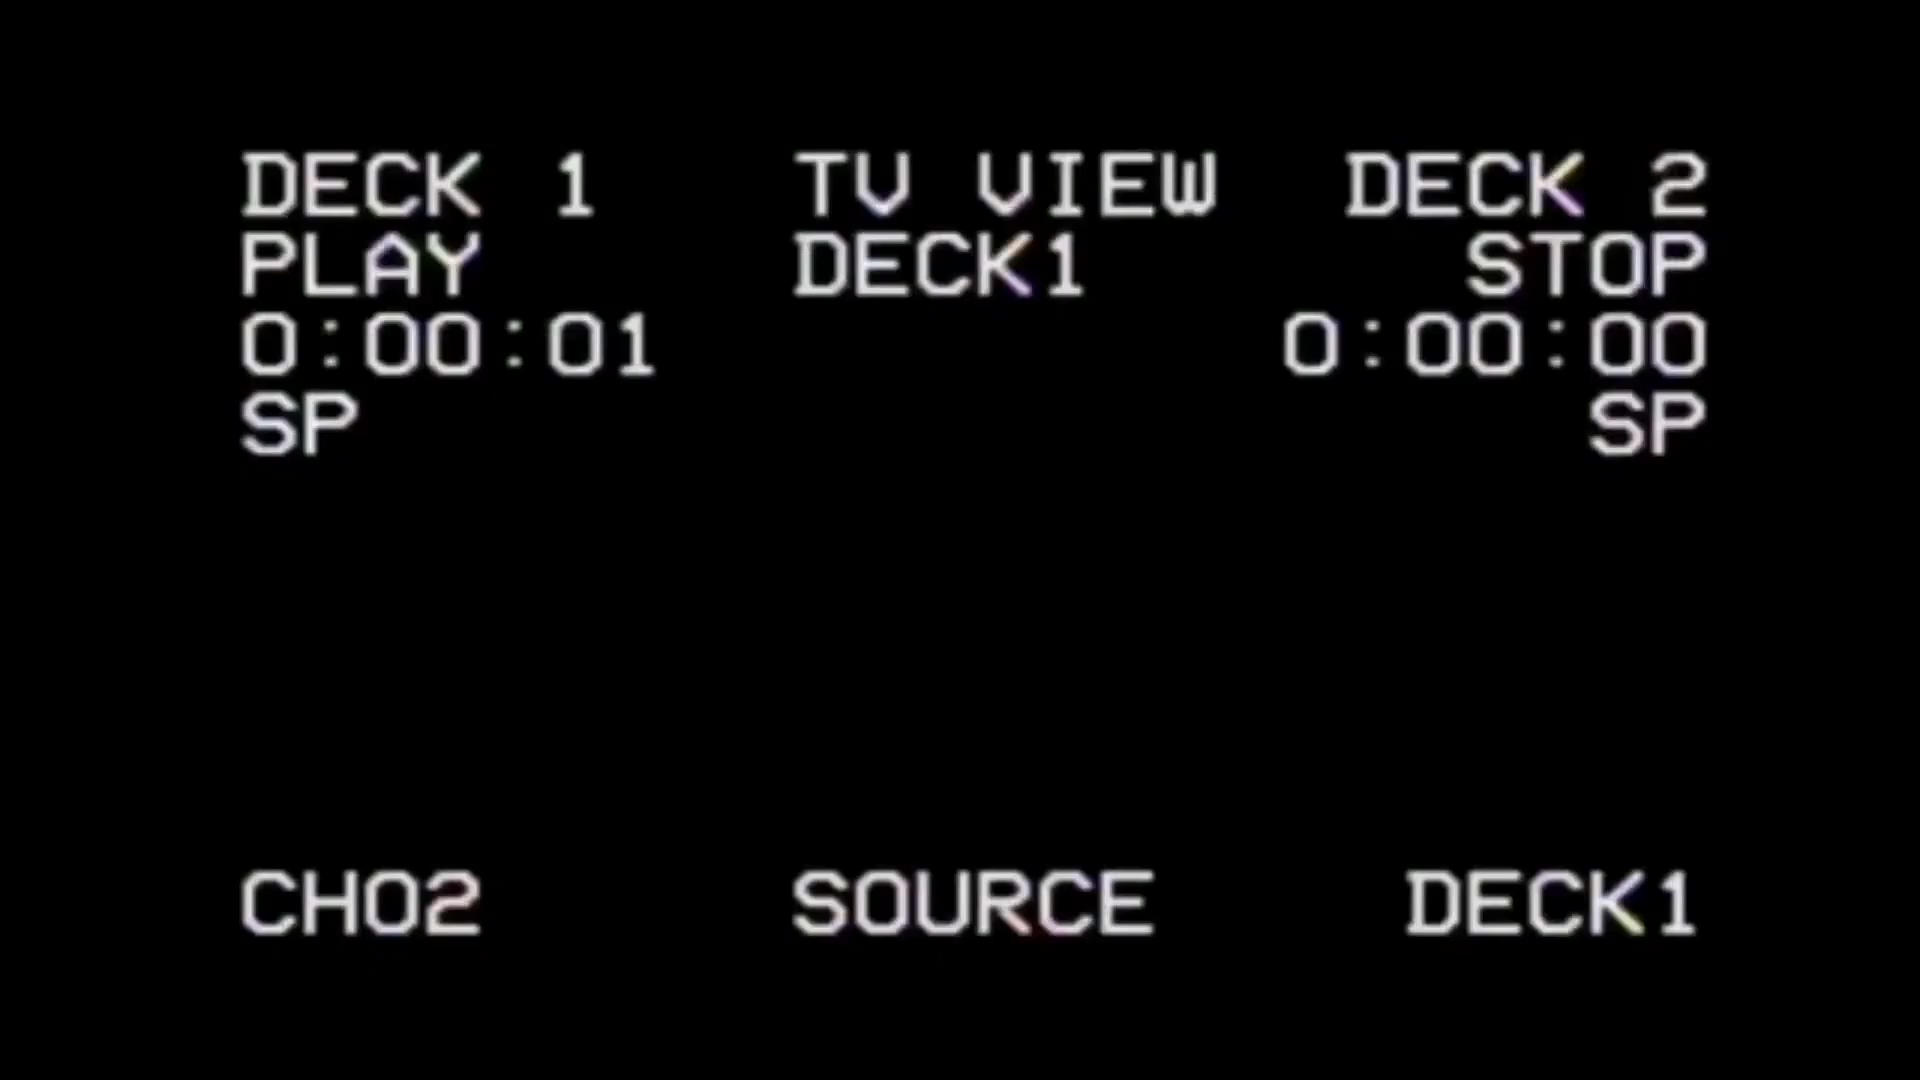 DECK 1 TV VIEW DECK 2
PLAY DECK1 STOP
0:00:01 0:00:00
SP SP
CH02 SOURCE DECK1